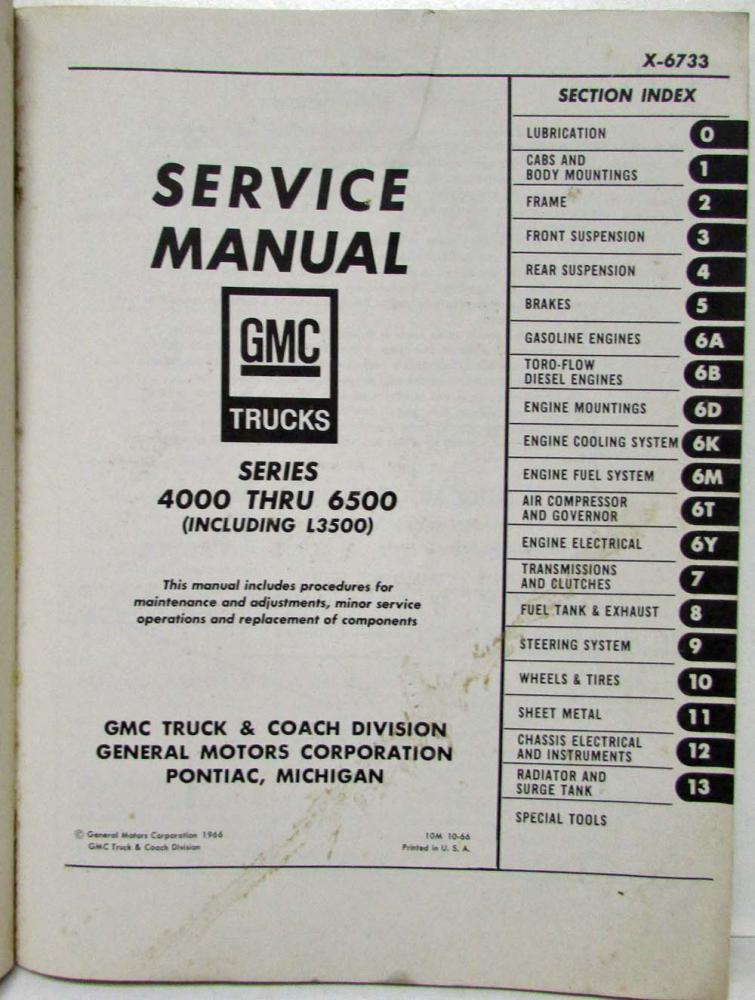 X-6733
SERVICE
MANUAL
GMC
TRUCKS
SERIES
4000 THRU 6500
(INCLUDING L3500)
This manual includes procedures for
maintenance and adjustments, minor service
operations and replacement of components
GMC TRUCK & COACH DIVISION
GENERAL MOTORS CORPORATION
PONTIAC, MICHIGAN
© General Motors Corporation 1966
GMC Truck & Coach Division
10M 10-66
Printed in U. S. A.
SECTION INDEX
LUBRICATION 0
CABS AND
BODY MOUNTINGS 1
FRAME 2
FRONT SUSPENSION 3
REAR SUSPENSION 4
BRAKES 5
GASOLINE ENGINES 6A
TORO-FLOW
DIESEL ENGINES 6B
ENGINE MOUNTINGS 6D
ENGINE COOLING SYSTEM 6K
ENGINE FUEL SYSTEM 6M
AIR COMPRESSOR
AND GOVERNOR 6T
ENGINE ELECTRICAL 6Y
TRANSMISSIONS
AND CLUTCHES 7
FUEL TANK & EXHAUST 8
STEERING SYSTEM 9
WHEELS & TIRES 10
SHEET METAL 11
CHASSIS ELECTRICAL
AND INSTRUMENTS 12
RADIATOR AND
SURGE TANK 13
SPECIAL TOOLS